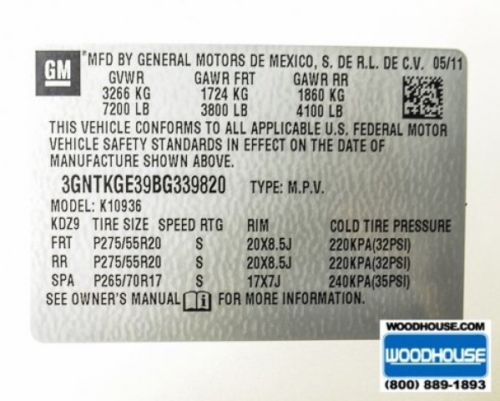 GM
*MFD BY GENERAL MOTORS DE MEXICO, S. DE R.L. DE C.V. 05/11
GVWR GAWR FRT GAWR RR
3266 KG 1724 KG 1860 KG
7200 LB 3800 LB 4100 LB
THIS VEHICLE CONFORMS TO ALL APPLICABLE U.S. FEDERAL MOTOR
VEHICLE SAFETY STANDARDS IN EFFECT ON THE DATE OF
MANUFACTURE SHOWN ABOVE.
3GNTKGE39BG339820 TYPE: M.P.V.
MODEL: K10936
KDZ9 TIRE SIZE SPEED RTG RIM COLD TIRE PRESSURE
FRT P275/55R20 S 20X8.5J 220KPA(32PSI)
RR P275/55R20 S 20X8.5J 220KPA(32PSI)
SPA P265/70R17 S 17X7J 240KPA(35PSI)
SEE OWNER'S MANUAL FOR MORE INFORMATION.
WOODHOUSE.COM
WOODHOUSE
(800) 889-1893